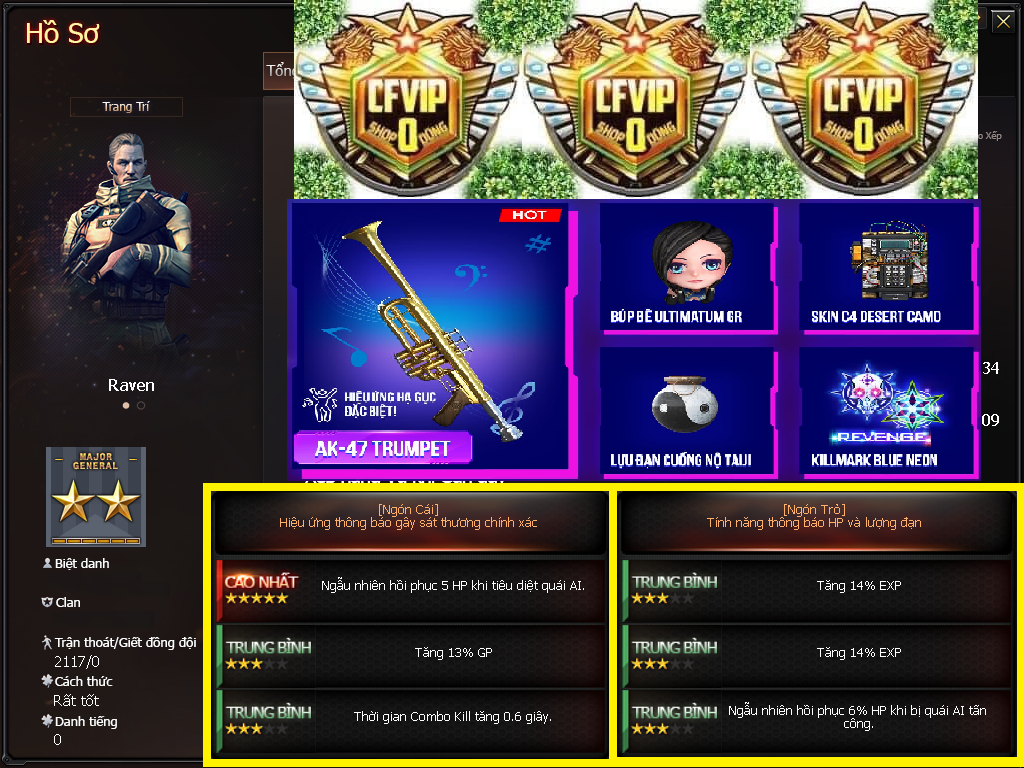 Hồ Sơ
Tổn
Trang Trí
CFVIP
SHOP 0 ĐỒNG
CFVIP
SHOP 0 ĐỒNG
CFVIP
SHOP 0 ĐỒNG
Xếp
HOT
HIỆU ỨNG HẠ GỤC
ĐẶC BIỆT!
AK-47 TRUMPET
BÚP BÊ ULTIMATUM GR
SKIN C4 DESERT CAMO
LỰU ĐẠN CUỒNG NỘ TAIJI
REVENGE
KILLMARK BLUE NEON
34
09
Raven
MAJOR
GENERAL
Biệt danh
Clan
Trận thoát/Giết đồng đội
2117/0
Cách thức
Rất tốt
Danh tiếng
0
[Ngón Cái]
Hiệu ứng thông báo gây sát thương chính xác
CAO NHẤT
Ngẫu nhiên hồi phục 5 HP khi tiêu diệt quái AI.
TRUNG BÌNH
Tăng 13% GP
TRUNG BÌNH
Thời gian Combo Kill tăng 0.6 giây.
[Ngón Trỏ]
Tính năng thông báo HP và lượng đạn
TRUNG BÌNH
Tăng 14% EXP
TRUNG BÌNH
Tăng 14% EXP
TRUNG BÌNH
Ngẫu nhiên hồi phục 6% HP khi bị quái AI tấn
công.